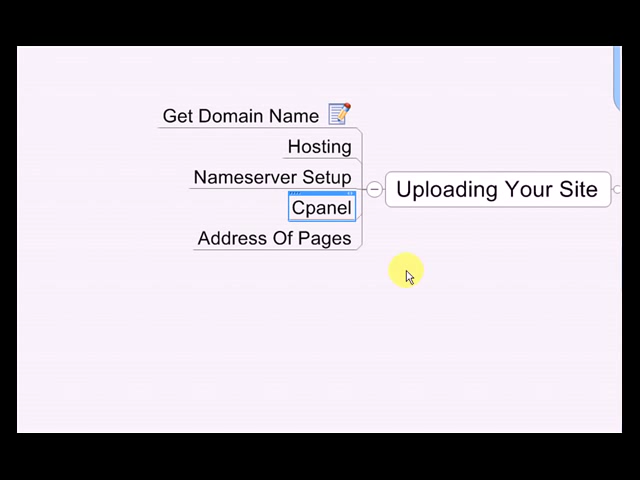 Get Domain Name
Hosting
Nameserver Setup
Uploading Your Site
Cpanel
Address Of Pages